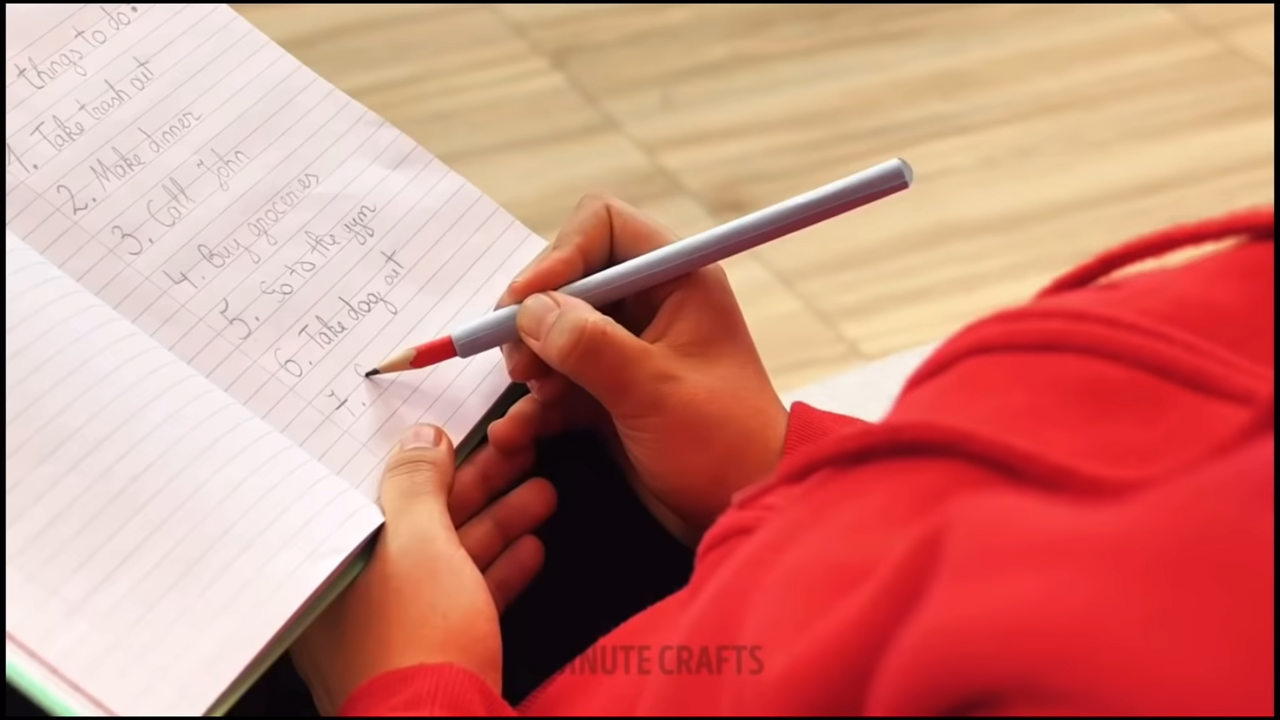 things to do:
1. Take trash out
2. Make dinner
3. Call john
4. Buy groceries
5. Go to the gym
6. Take dog out
7.
MINUTE CRAFTS